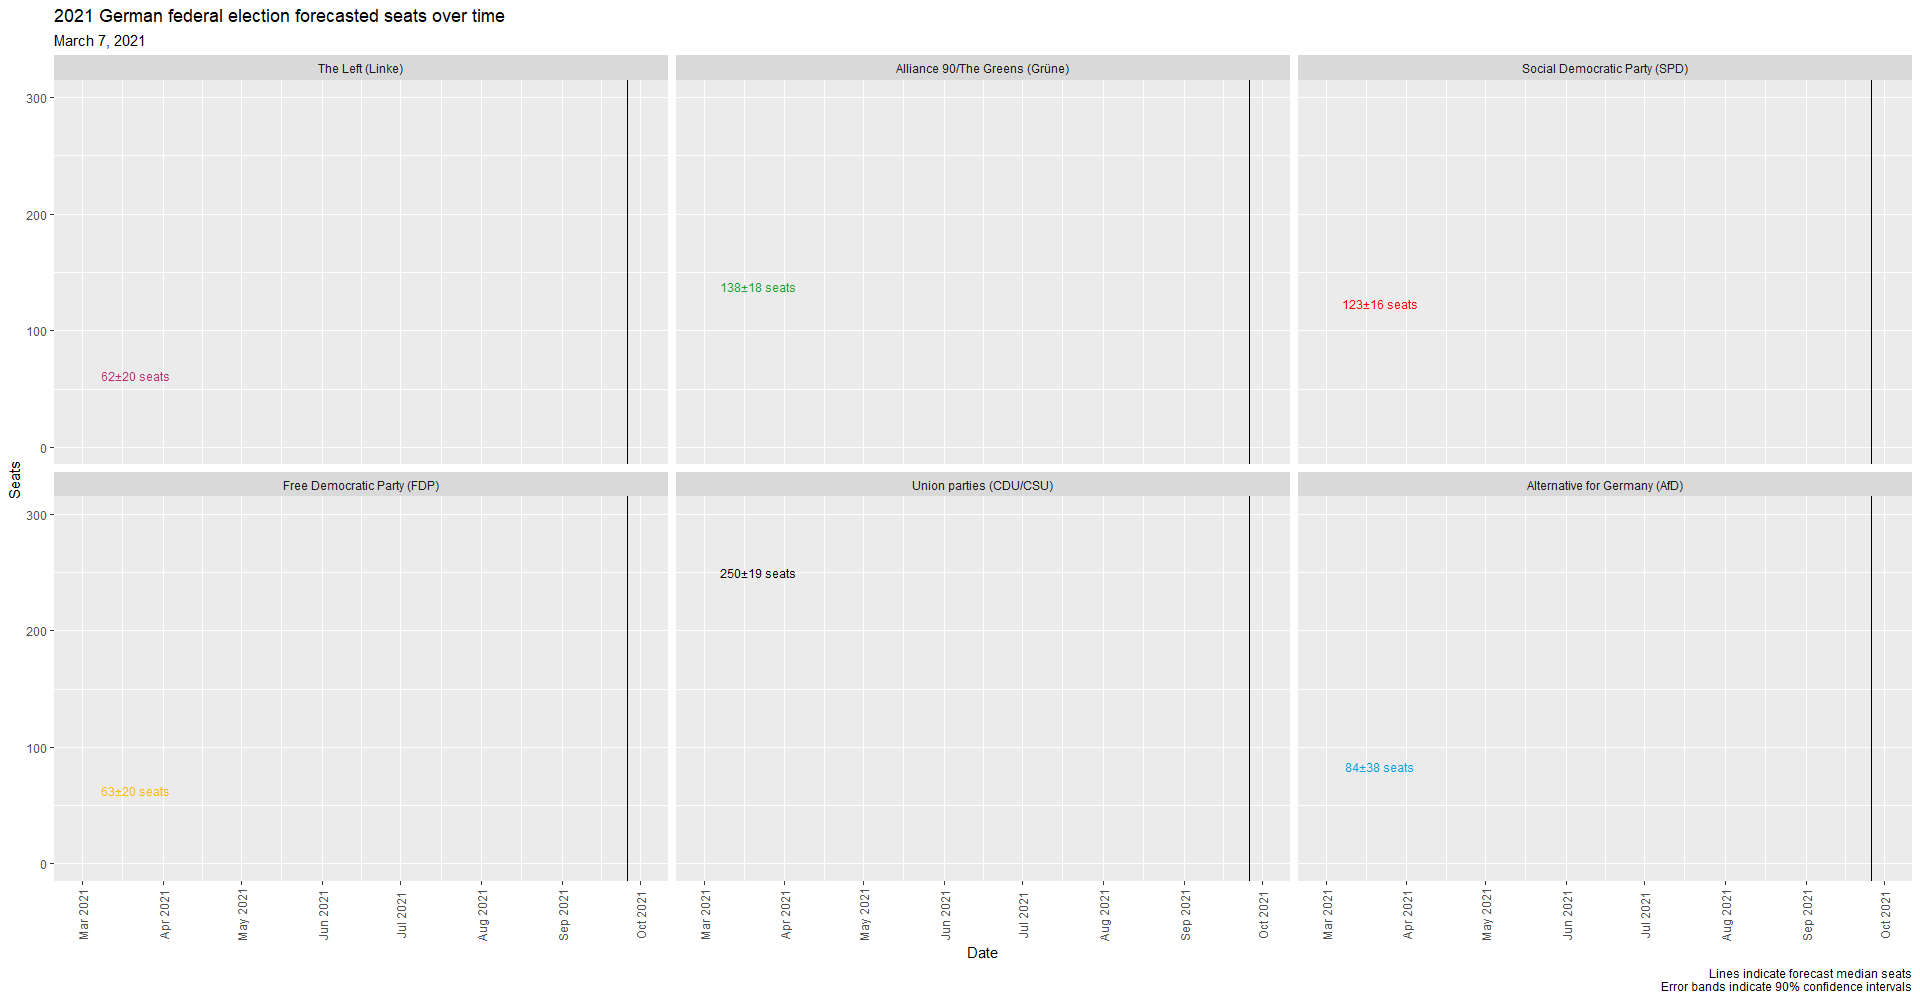 2021 German federal election forecasted seats over time
March 7, 2021
The Left (Linke)
Alliance 90/The Greens (Grüne)
Social Democratic Party (SPD)
300
200
100
0
62±20 seats
138±18 seats
123±16 seats
Seats
Free Democratic Party (FDP)
Union parties (CDU/CSU)
Alternative for Germany (AfD)
300
200
100
0
63±20 seats
250±19 seats
84±38 seats
Mar 2021
Apr 2021
May 2021
Jun 2021
Jul 2021
Aug 2021
Sep 2021
Oct 2021
Mar 2021
Apr 2021
May 2021
Jun 2021
Jul 2021
Aug 2021
Sep 2021
Oct 2021
Mar 2021
Apr 2021
May 2021
Jun 2021
Jul 2021
Aug 2021
Sep 2021
Oct 2021
Date
Lines indicate forecast median seats
Error bands indicate 90% confidence intervals